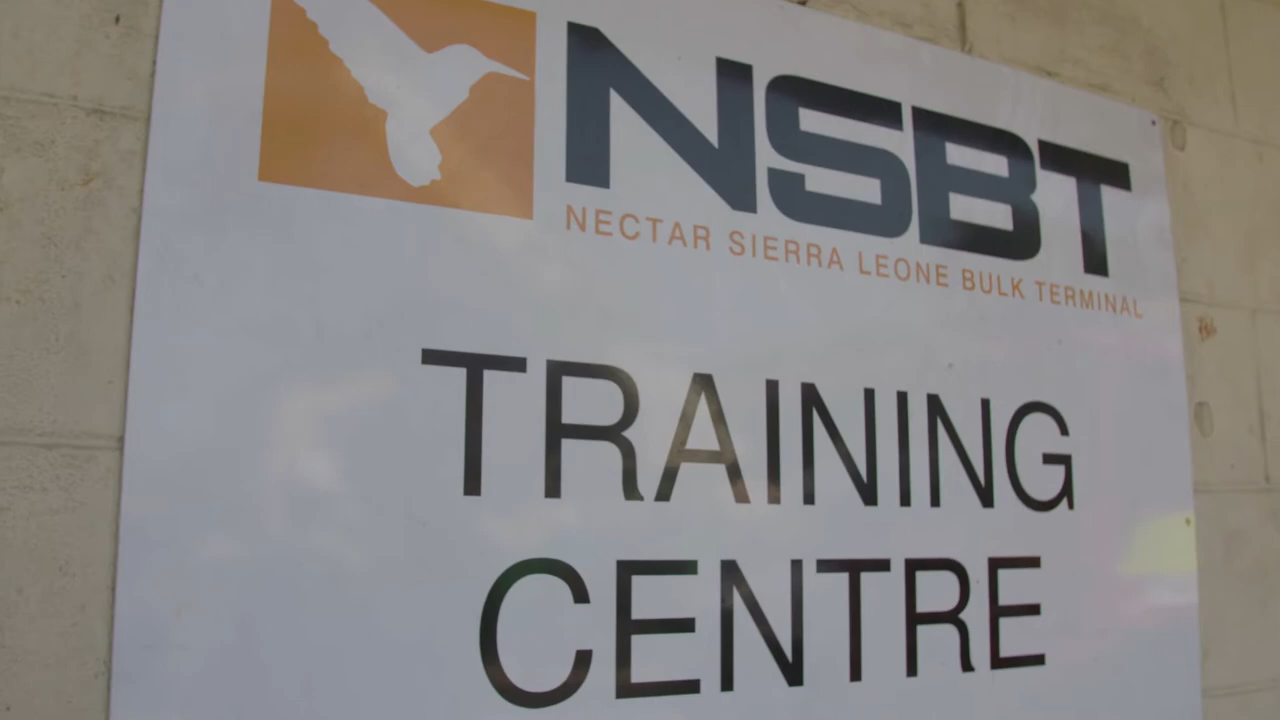 NSBT
NECTAR SIERRA LEONE BULK TERMINAL
TRAINING
CENTRE